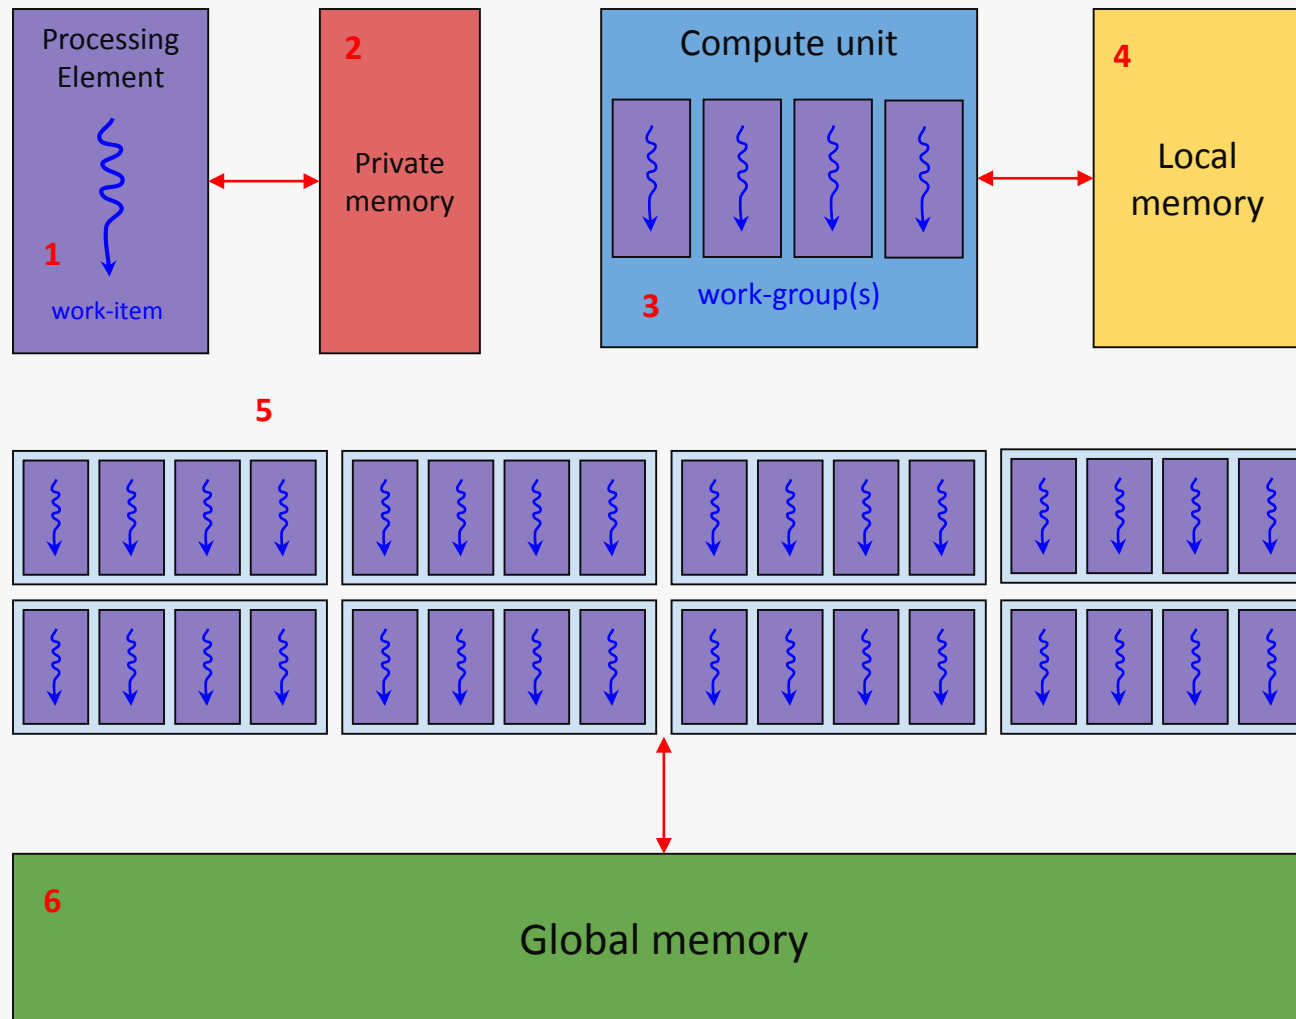 Processing
Element
1
work-item
2
Private
memory
Compute unit
3
work-group(s)
4
Local
memory
5
6
Global memory